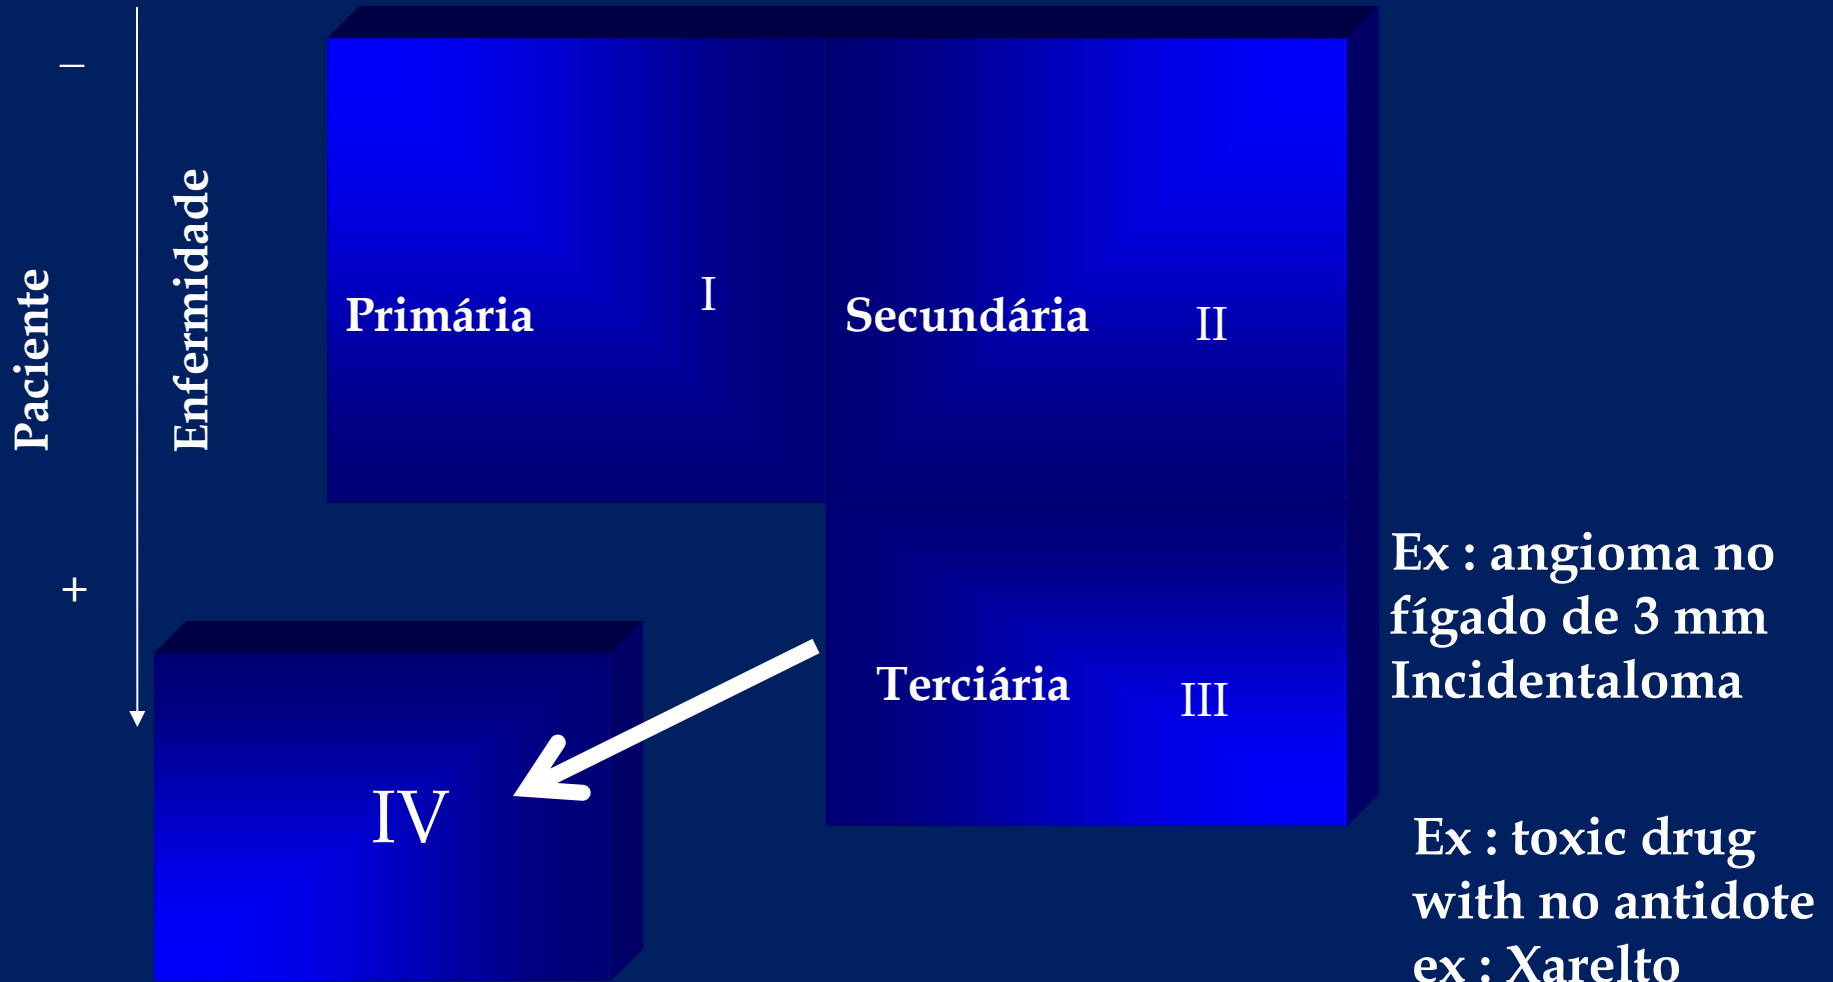 –
Paciente
Enfermidade
+
Primária
I
Secundária
II
Terciária
III
IV
Ex : angioma no
fígado de 3 mm
Incidentaloma
Ex : toxic drug
with no antidote
ex : Xarelto